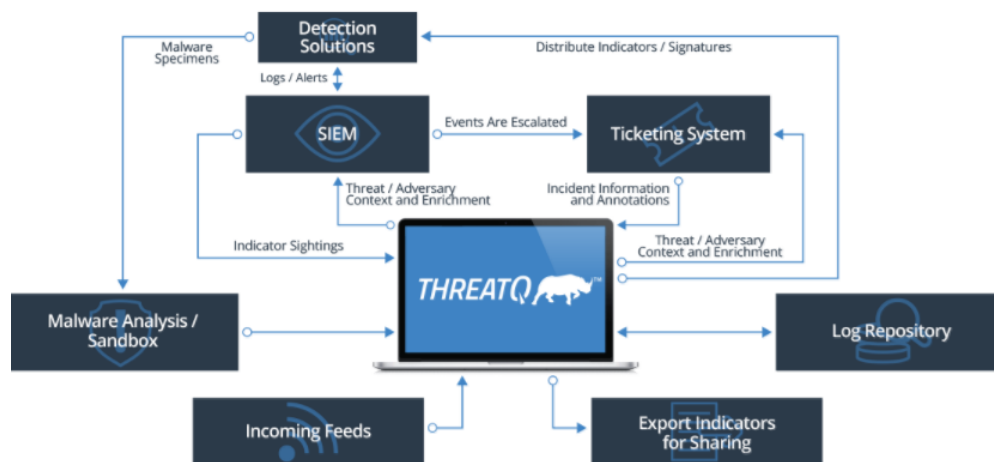 Detection
Solutions
Malware
Specimens
Distribute Indicators / Signatures
Logs / Alerts
SIEM
Events Are Escalated
Ticketing System
Threat / Adversary
Context and Enrichment
Incident Information
and Annotations
Indicator Sightings
Threat / Adversary
Context and Enrichment
THREATQ™
Malware Analysis /
Sandbox
Log Repository
Incoming Feeds
Export Indicators
for Sharing